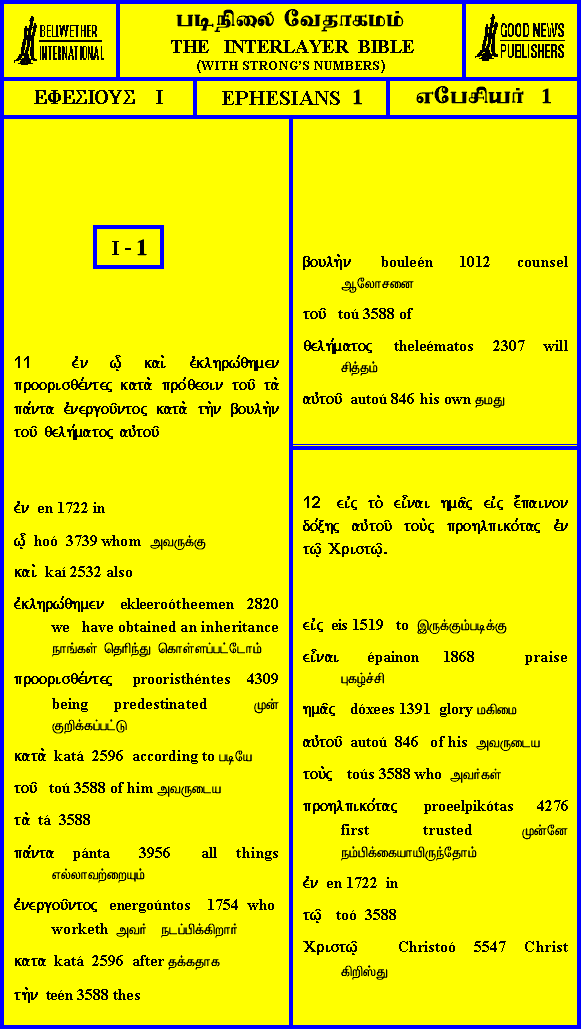 BELLWETHER
INTERNATIONAL
படிநிலை வேதாகமம்
THE INTERLAYER BIBLE
(WITH STRONG'S NUMBERS)
GOOD NEWS
PUBLISHERS
ΕΦΕΣΙΟΥΣ I
EPHESIANS 1
எபேசியர் 1
I - 1
11 ἐν ᾧ καὶ ἐκληρώθημεν
προορισθέντες κατὰ πρόθεσιν τοῦ τὰ
πάντα ἐνεργοῦντος κατὰ τὴν βουλὴν
τοῦ θελήματος αὐτοῦ
ἐν en 1722 in
ᾧ hoó 3739 whom அவருக்கு
καὶ kaí 2532 also
ἐκληρώθημεν ekleeroótheemen 2820
we have obtained an inheritance
நாங்கள் தெரிந்து கொள்ளப்பட்டோம்
προορισθέντες prooristhéntes 4309
being predestinated முன்
குறிக்கப்பட்டு
κατὰ katá 2596 according to படியே
τοῦ toú 3588 of him அவருடைய
τὰ tá 3588
πάντα pánta 3956 all things
எல்லாவற்றையும்
ἐνεργοῦντος energoúntos 1754 who
worketh அவர் நடப்பிக்கிறார்
κατα katá 2596 after தக்கதாக
τὴν teén 3588 thes
βουλὴν bouleén 1012 counsel
ஆலோசனை
τοῦ toú 3588 of
θελήματος theleématos 2307 will
சித்தம்
αὐτοῦ autoú 846 his own தமது
12 εἰς τὸ εἶναι ημᾶς εἰς ἔπαινον
δόξης αὐτοῦ τοὺς προηλπικότας ἐν
τῷ Χριστῷ.
εἰς eis 1519 to இருக்கும்படிக்கு
εἶναι épainon 1868 praise
புகழ்ச்சி
ημᾶς dóxees 1391 glory மகிமை
αὐτοῦ autoú 846 of his அவருடைய
τοὺς toús 3588 who அவர்கள்
προηλπικότας proeelpikótas 4276
first trusted முன்னே
நம்பிக்கையாயிருந்தோம்
ἐν en 1722 in
τῷ toó 3588
Χριστῷ Christoó 5547 Christ
கிறிஸ்து